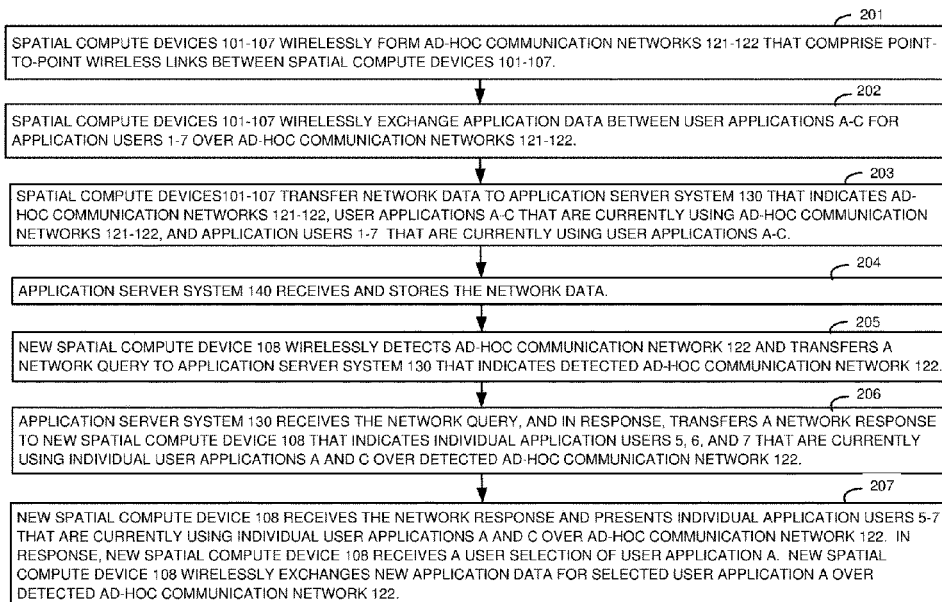 201
SPATIAL COMPUTE DEVICES 101-107 WIRELESSLY FORM AD-HOC COMMUNICATION NETWORKS 121-122 THAT COMPRISE POINT-
TO-POINT WIRELESS LINKS BETWEEN SPATIAL COMPUTE DEVICES 101-107.
202
SPATIAL COMPUTE DEVICES 101-107 WIRELESSLY EXCHANGE APPLICATION DATA BETWEEN USER APPLICATIONS A-C FOR
APPLICATION USERS 1-7 OVER AD-HOC COMMUNICATION NETWORKS 121-122.
203
SPATIAL COMPUTE DEVICES101-107 TRANSFER NETWORK DATA TO APPLICATION SERVER SYSTEM 130 THAT INDICATES AD-
HOC COMMUNICATION NETWORKS 121-122, USER APPLICATIONS A-C THAT ARE CURRENTLY USING AD-HOC COMMUNICATION
NETWORKS 121-122, AND APPLICATION USERS 1-7 THAT ARE CURRENTLY USING USER APPLICATIONS A-C.
204
APPLICATION SERVER SYSTEM 140 RECEIVES AND STORES THE NETWORK DATA.
205
NEW SPATIAL COMPUTE DEVICE 108 WIRELESSLY DETECTS AD-HOC COMMUNICATION NETWORK 122 AND TRANSFERS A
NETWORK QUERY TO APPLICATION SERVER SYSTEM 130 THAT INDICATES DETECTED AD-HOC COMMUNICATION NETWORK 122.
206
APPLICATION SERVER SYSTEM 130 RECEIVES THE NETWORK QUERY, AND IN RESPONSE, TRANSFERS A NETWORK RESPONSE
TO NEW SPATIAL COMPUTE DEVICE 108 THAT INDICATES INDIVIDUAL APPLICATION USERS 5, 6, AND 7 THAT ARE CURRENTLY
USING INDIVIDUAL USER APPLICATIONS A AND C OVER DETECTED AD-HOC COMMUNICATION NETWORK 122.
207
NEW SPATIAL COMPUTE DEVICE 108 RECEIVES THE NETWORK RESPONSE AND PRESENTS INDIVIDUAL APPLICATION USERS 5-7
THAT ARE CURRENTLY USING INDIVIDUAL USER APPLICATIONS A AND C OVER AD-HOC COMMUNICATION NETWORK 122. IN
RESPONSE, NEW SPATIAL COMPUTE DEVICE 108 RECEIVES A USER SELECTION OF USER APPLICATION A. NEW SPATIAL
COMPUTE DEVICE 108 WIRELESSLY EXCHANGES NEW APPLICATION DATA FOR SELECTED USER APPLICATION A OVER
DETECTED AD-HOC COMMUNICATION NETWORK 122.